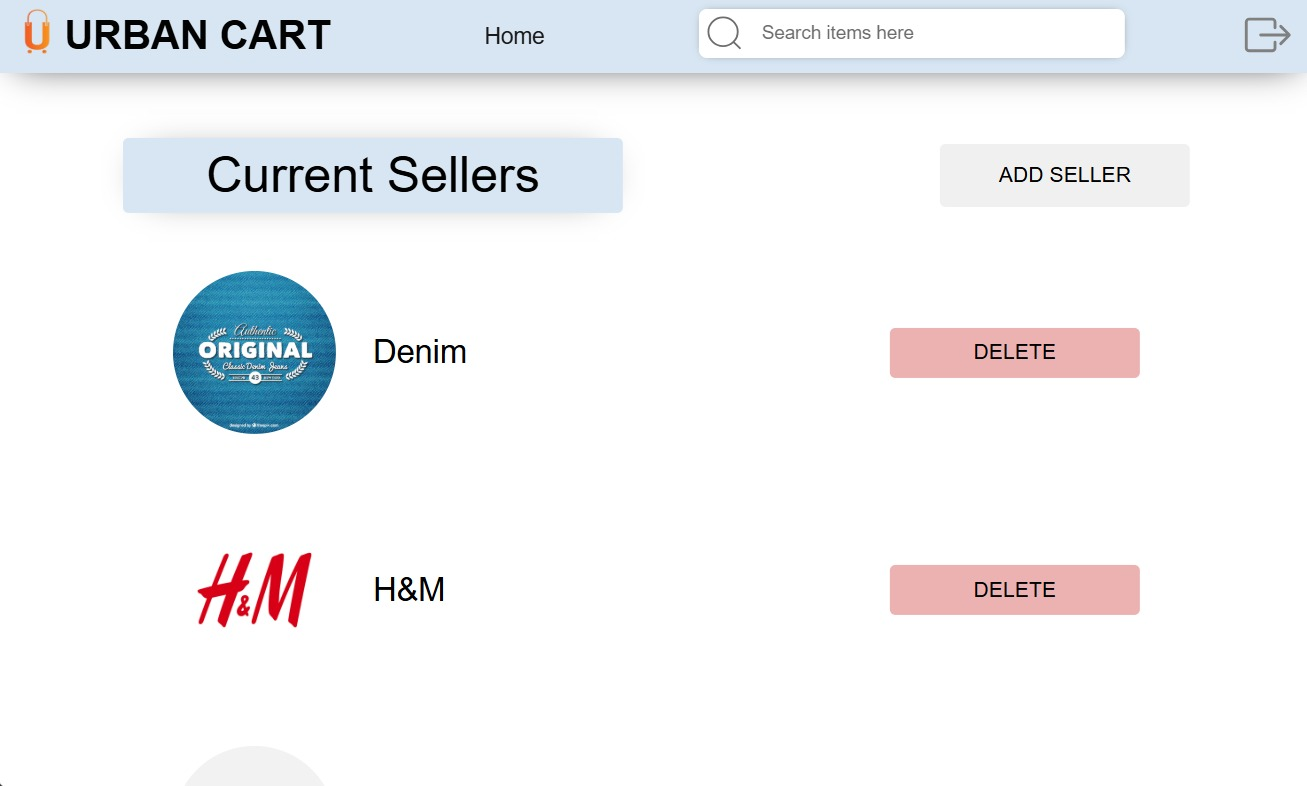 URBAN CART
Home
Search items here
Current Sellers
ADD SELLER
Authentic
ORIGINAL
Classic Denim Jeans
Denim
DELETE
H&M
H&M
DELETE